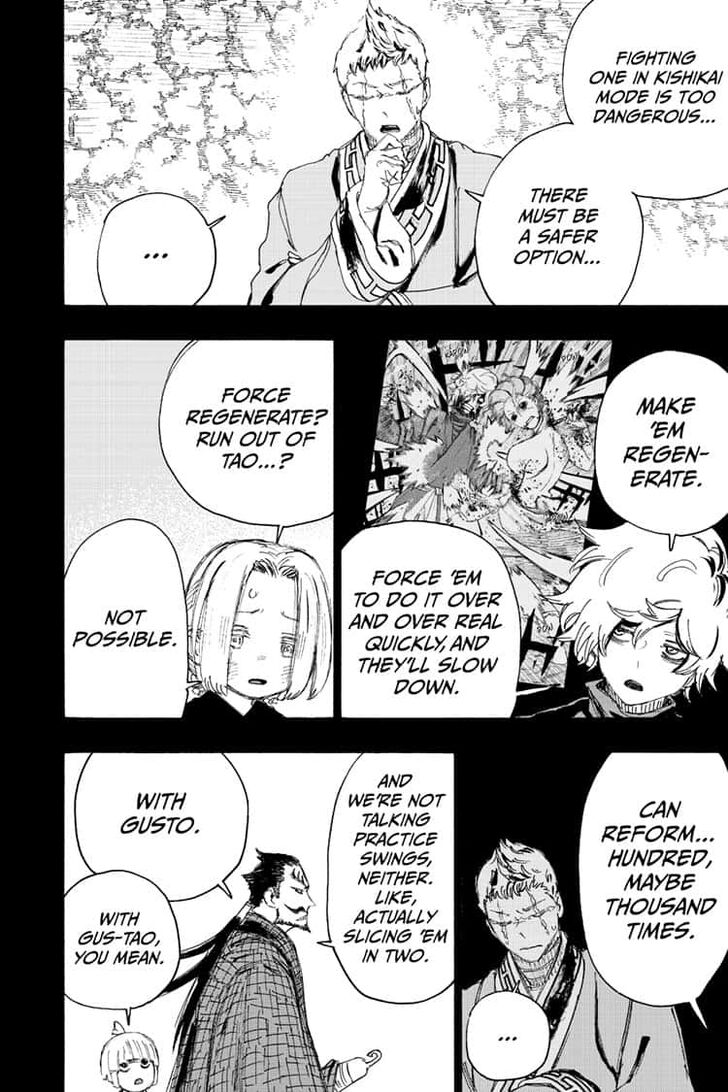 FIGHTING
ONE IN KISHIKAI
MODE IS TOO
DANGEROUS...
THERE
MUST BE
A SAFER
OPTION...
...
MAKE
'EM
REGEN-
ERATE.
FORCE 'EM
TO DO IT OVER
AND OVER REAL
QUICKLY, AND
THEY'LL SLOW
DOWN.
FORCE
REGENERATE?
RUN OUT OF
TAO...?
NOT
POSSIBLE.
CAN
REFORM...
HUNDRED,
MAYBE
THOUSAND
TIMES.
...
AND
WE'RE NOT
TALKING
PRACTICE
SWINGS,
NEITHER.
LIKE,
ACTUALLY
SLICING 'EM
IN TWO.
WITH
GUSTO.
WITH
GUS-TAO,
YOU MEAN.